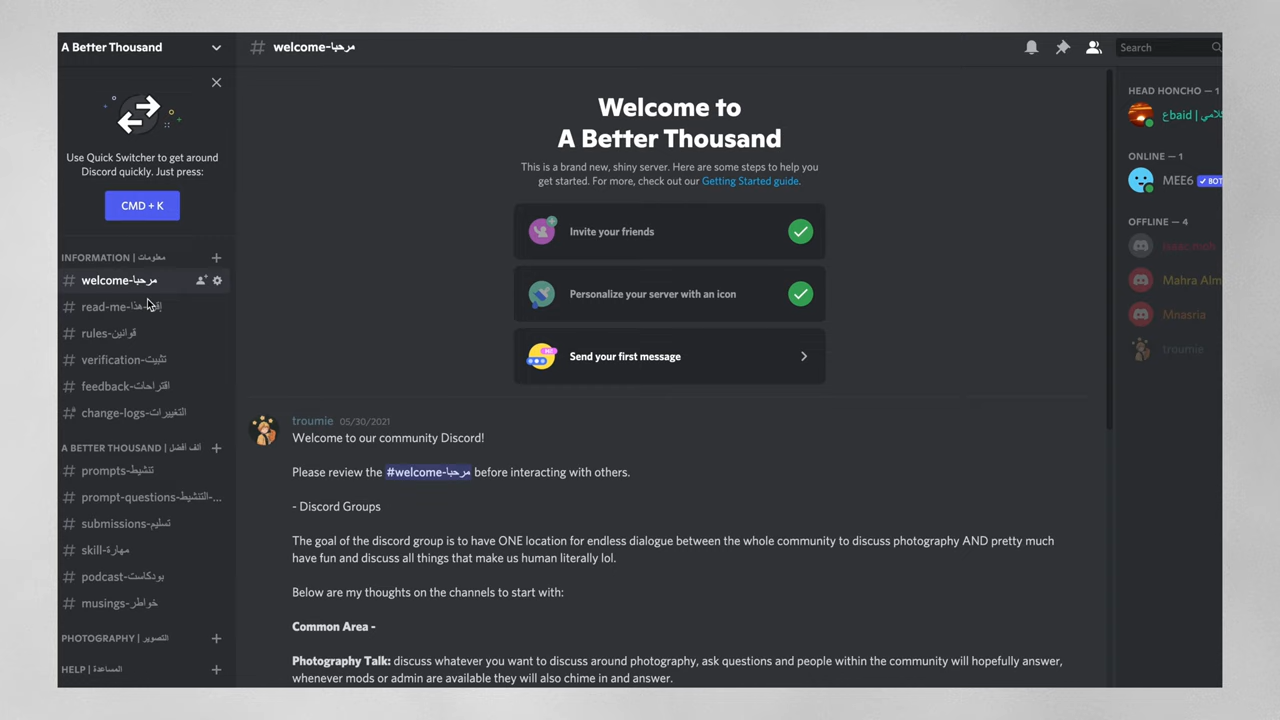 A Better Thousand
Use Quick Switcher to get around
Discord quickly. Just press:
CMD + K
INFORMATION | معلومات
welcome-مرحبا
rules-قوانين
verification-تثبيت
feedback-اقتراحات
change-logs-التغييرات
A BETTER THOUSAND | ألف أفضل
prompts-تنشيط
prompt-questions-التنشيط-...
submissions-تسليم
skill-مهارة
podcast-بودكاست
musings-خواطر
PHOTOGRAPHY | التصوير
HELP | المساعدة
# welcome-مرحبا
Welcome to
A Better Thousand
This is a brand new, shiny server. Here are some steps to help you
get started. For more, check out our Getting Started guide.
Invite your friends
Personalize your server with an icon
Send your first message
troumie 05/30/2021
Welcome to our community Discord!
Please review the #welcome-مرحبا before interacting with others.
- Discord Groups
The goal of the discord group is to have ONE location for endless dialogue between the whole community to discuss photography AND pretty much
have fun and discuss all things that make us human literally lol.
Below are my thoughts on the channels to start with:
Common Area -
Photography Talk: discuss whatever you want to discuss around photography, ask questions and people within the community will hopefully answer,
whenever mods or admin are available they will also chime in and answer.
Search
HEAD HONCHO — 1
عbaid |
ONLINE — 1
MEE6 BOT
OFFLINE — 4
Mahra Alm
Mnasria
troumie